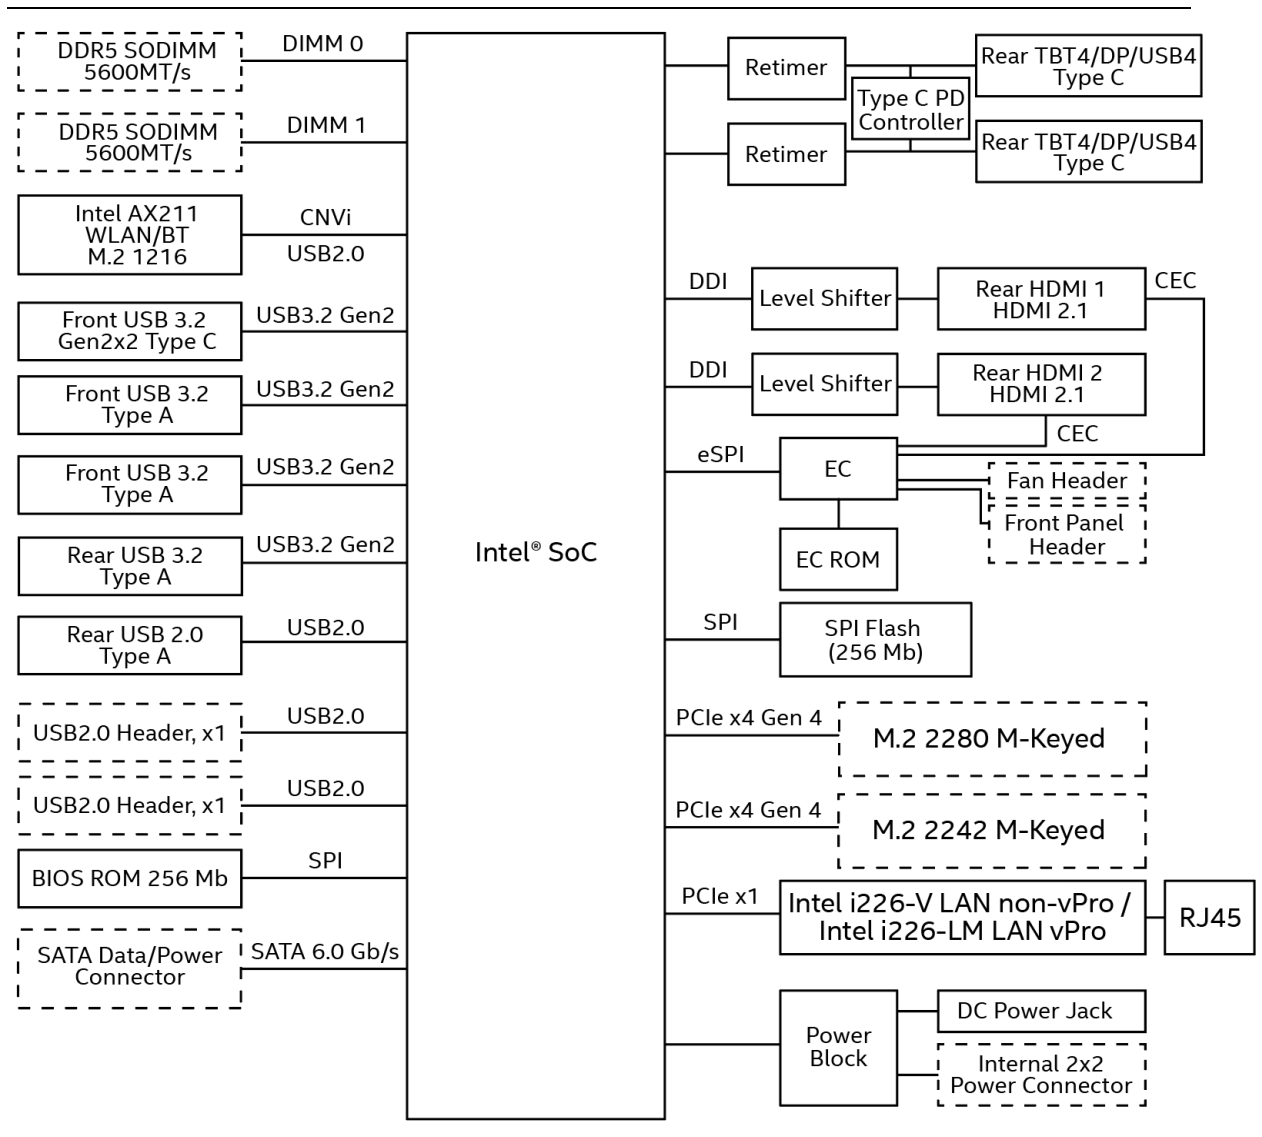 DDR5 SODIMM
5600MT/s
DIMM 0
DDR5 SODIMM
5600MT/s
DIMM 1
Intel AX211
WLAN/BT
M.2 1216
CNVi
USB2.0
Front USB 3.2
Gen2x2 Type C
USB3.2 Gen2
Front USB 3.2
Type A
USB3.2 Gen2
Front USB 3.2
Type A
USB3.2 Gen2
Rear USB 3.2
Type A
USB3.2 Gen2
Rear USB 2.0
Type A
USB2.0
USB2.0 Header, x1
USB2.0
USB2.0 Header, x1
USB2.0
BIOS ROM 256 Mb
SPI
SATA Data/Power
Connector
SATA 6.0 Gb/s
Intel® SoC
Retimer
Type C PD
Controller
Rear TBT4/DP/USB4
Type C
Retimer
Rear TBT4/DP/USB4
Type C
DDI
Level Shifter
Rear HDMI 1
HDMI 2.1
CEC
DDI
Level Shifter
Rear HDMI 2
HDMI 2.1
CEC
eSPI
EC
Fan Header
Front Panel
Header
EC ROM
SPI
SPI Flash
(256 Mb)
PCIe x4 Gen 4
M.2 2280 M-Keyed
PCIe x4 Gen 4
M.2 2242 M-Keyed
PCIe x1
Intel i226-V LAN non-vPro /
Intel i226-LM LAN vPro
RJ45
Power
Block
DC Power Jack
Internal 2x2
Power Connector